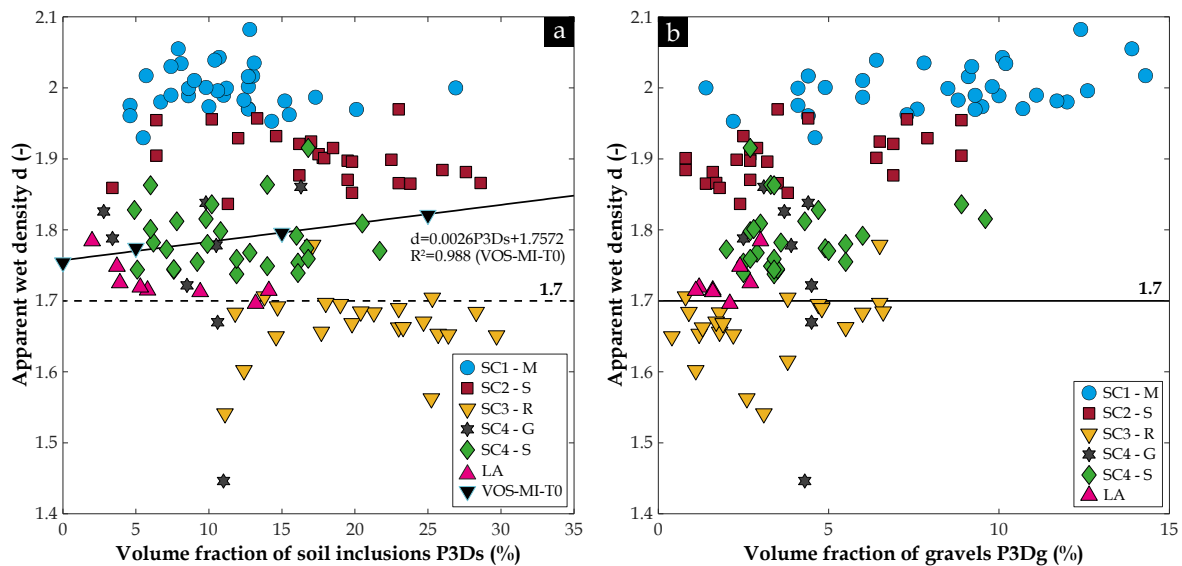 a
2.1
2
1.9
1.8
1.7
1.6
1.5
1.4
Apparent wet density d (-)
d=0.0026P3Ds+1.7572
R²=0.988 (VOS-MI-T0)
1.7
SC1 - M
SC2 - S
SC3 - R
SC4 - G
SC4 - S
LA
VOS-MI-T0
0 5 10 15 20 25 30 35
Volume fraction of soil inclusions P3Ds (%)
b
2.1
2
1.9
1.8
1.7
1.6
1.5
1.4
Apparent wet density d (-)
1.7
SC1 - M
SC2 - S
SC3 - R
SC4 - G
SC4 - S
LA
0 5 10 15
Volume fraction of gravels P3Dg (%)